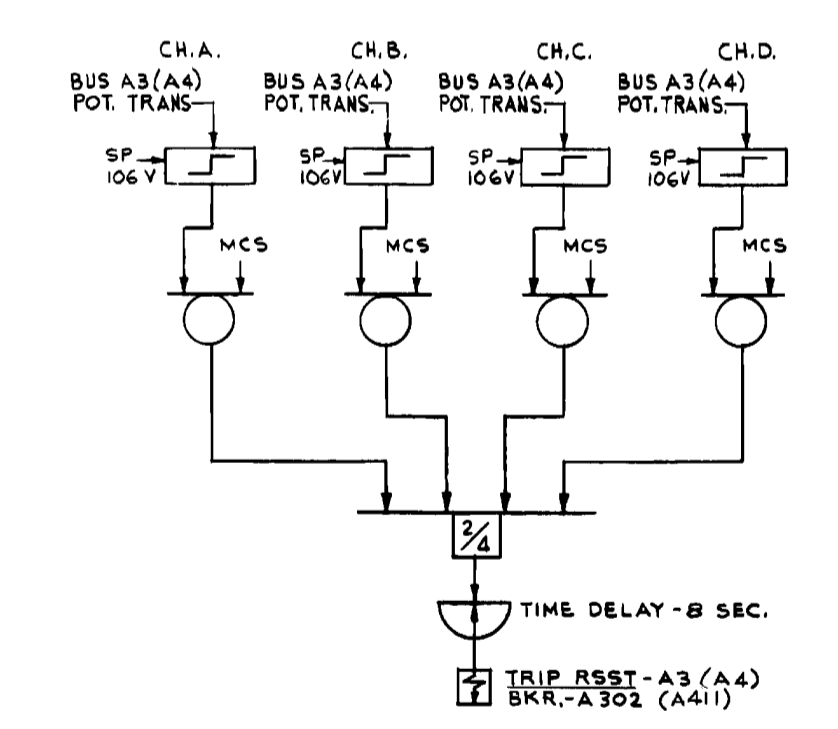 CH.A.
CH.B.
CH.C.
CH.D.
BUS A3(A4)
POT. TRANS
BUS A3(A4)
POT. TRANS.
BUS A3(A4)
POT. TRANS.
BUS A3(A4)
POT. TRANS.
SP
106 V
SP
106V
SP
106V
SP
106V
MCS
MCS
MCS
MCS
2/4
TIME DELAY - 8 SEC.
TRIP RSST - A3 (A4)
BKR.-A302 (A411)